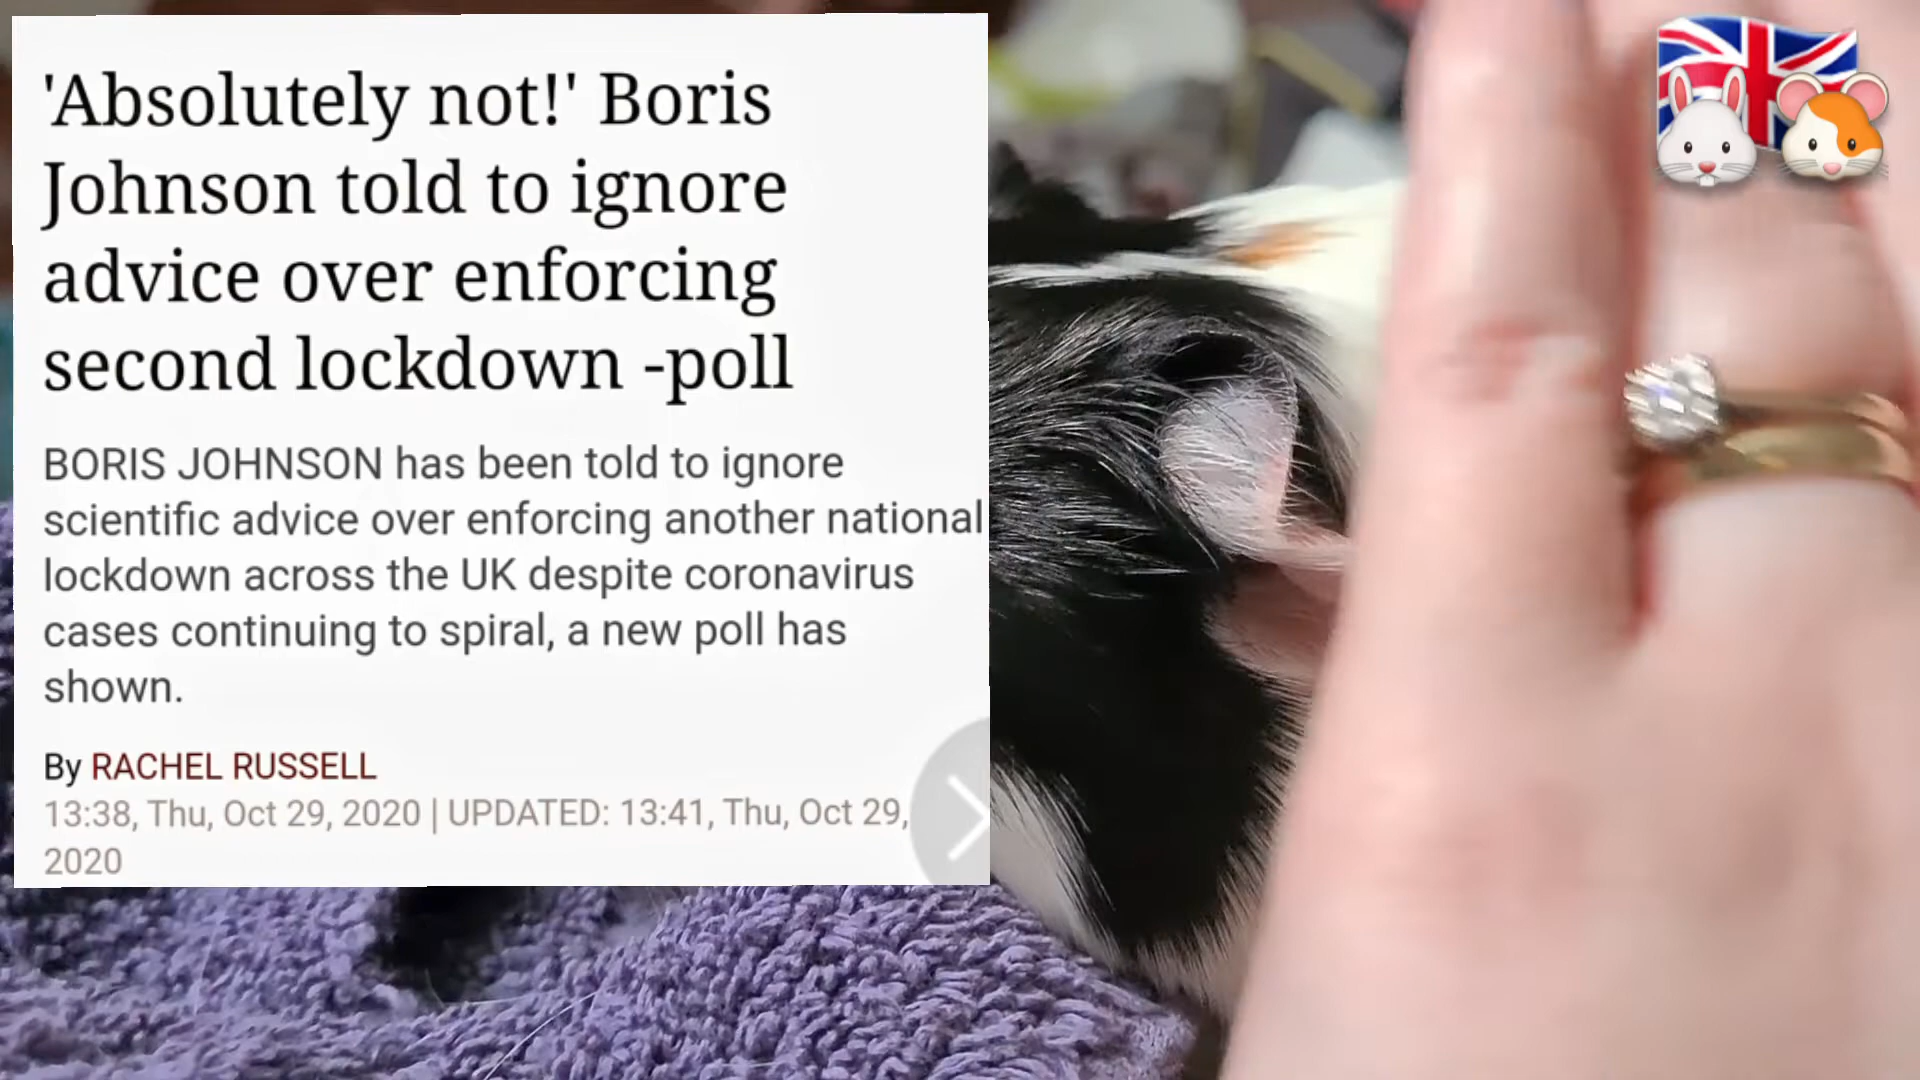 'Absolutely not!' Boris
Johnson told to ignore
advice over enforcing
second lockdown -poll
BORIS JOHNSON has been told to ignore
scientific advice over enforcing another national
lockdown across the UK despite coronavirus
cases continuing to spiral, a new poll has
shown.
By RACHEL RUSSELL
13:38, Thu, Oct 29, 2020 | UPDATED: 13:41, Thu, Oct 29,
2020